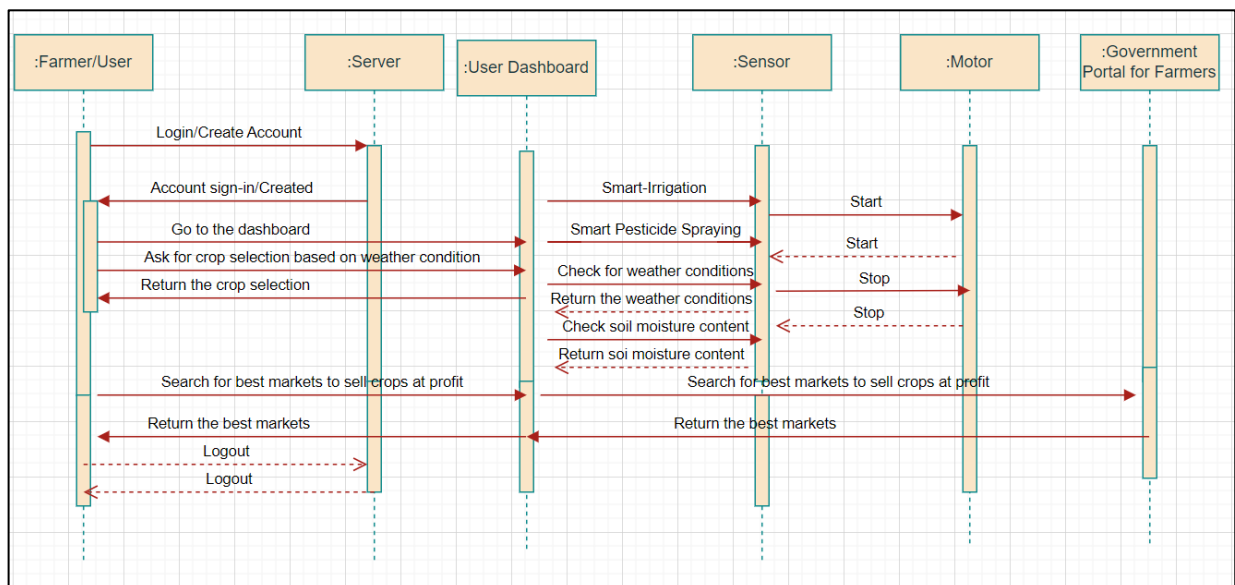 :Farmer/User
:Server
:User Dashboard
:Sensor
:Motor
:Government
Portal for Farmers
Login/Create Account
Account sign-in/Created
Smart-Irrigation
Start
Go to the dashboard
Smart Pesticide Spraying
Start
Ask for crop selection based on weather condition
Check for weather conditions
Stop
Return the crop selection
Return the weather conditions
Stop
Check soil moisture content
Return soi moisture content
Search for best markets to sell crops at profit
Search for best markets to sell crops at profit
Return the best markets
Return the best markets
Logout
Logout